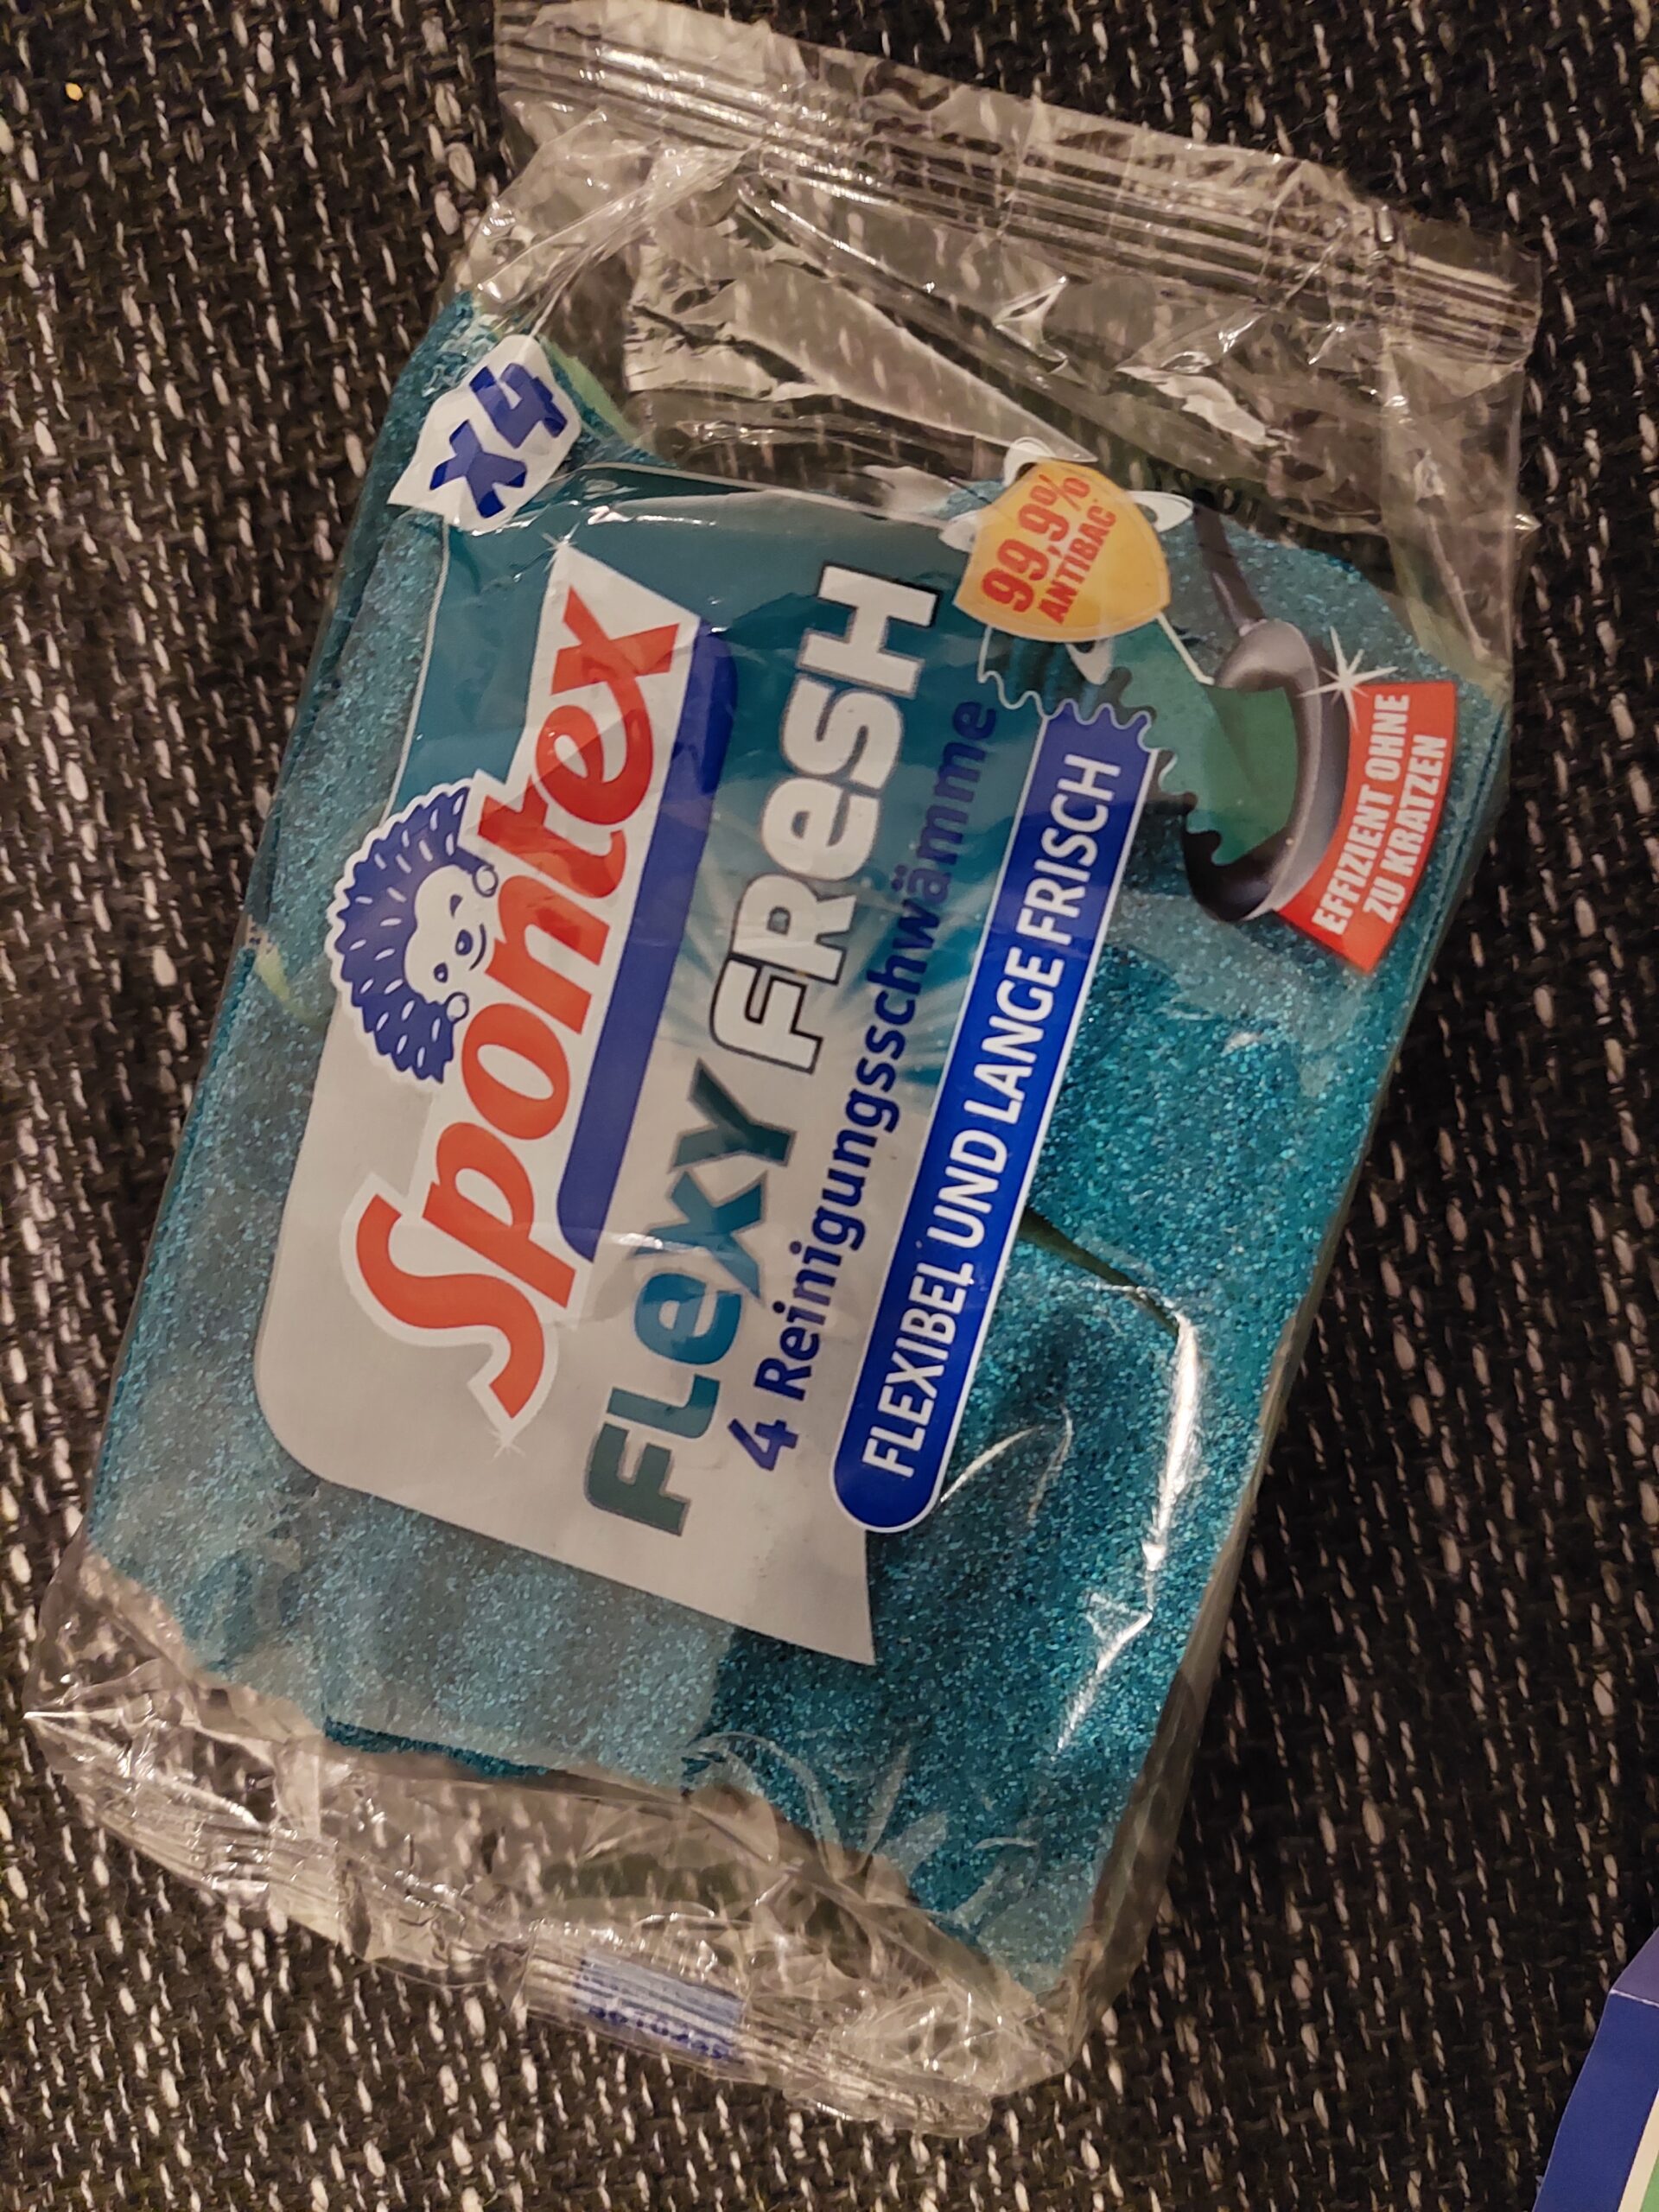 x4
Spontex
FLexy FResH
4 Reinigungsschwämme
FLEXIBEL UND LANGE FRISCH
99,9%
ANTIBAC
EFFIZIENT OHNE
ZU KRATZEN